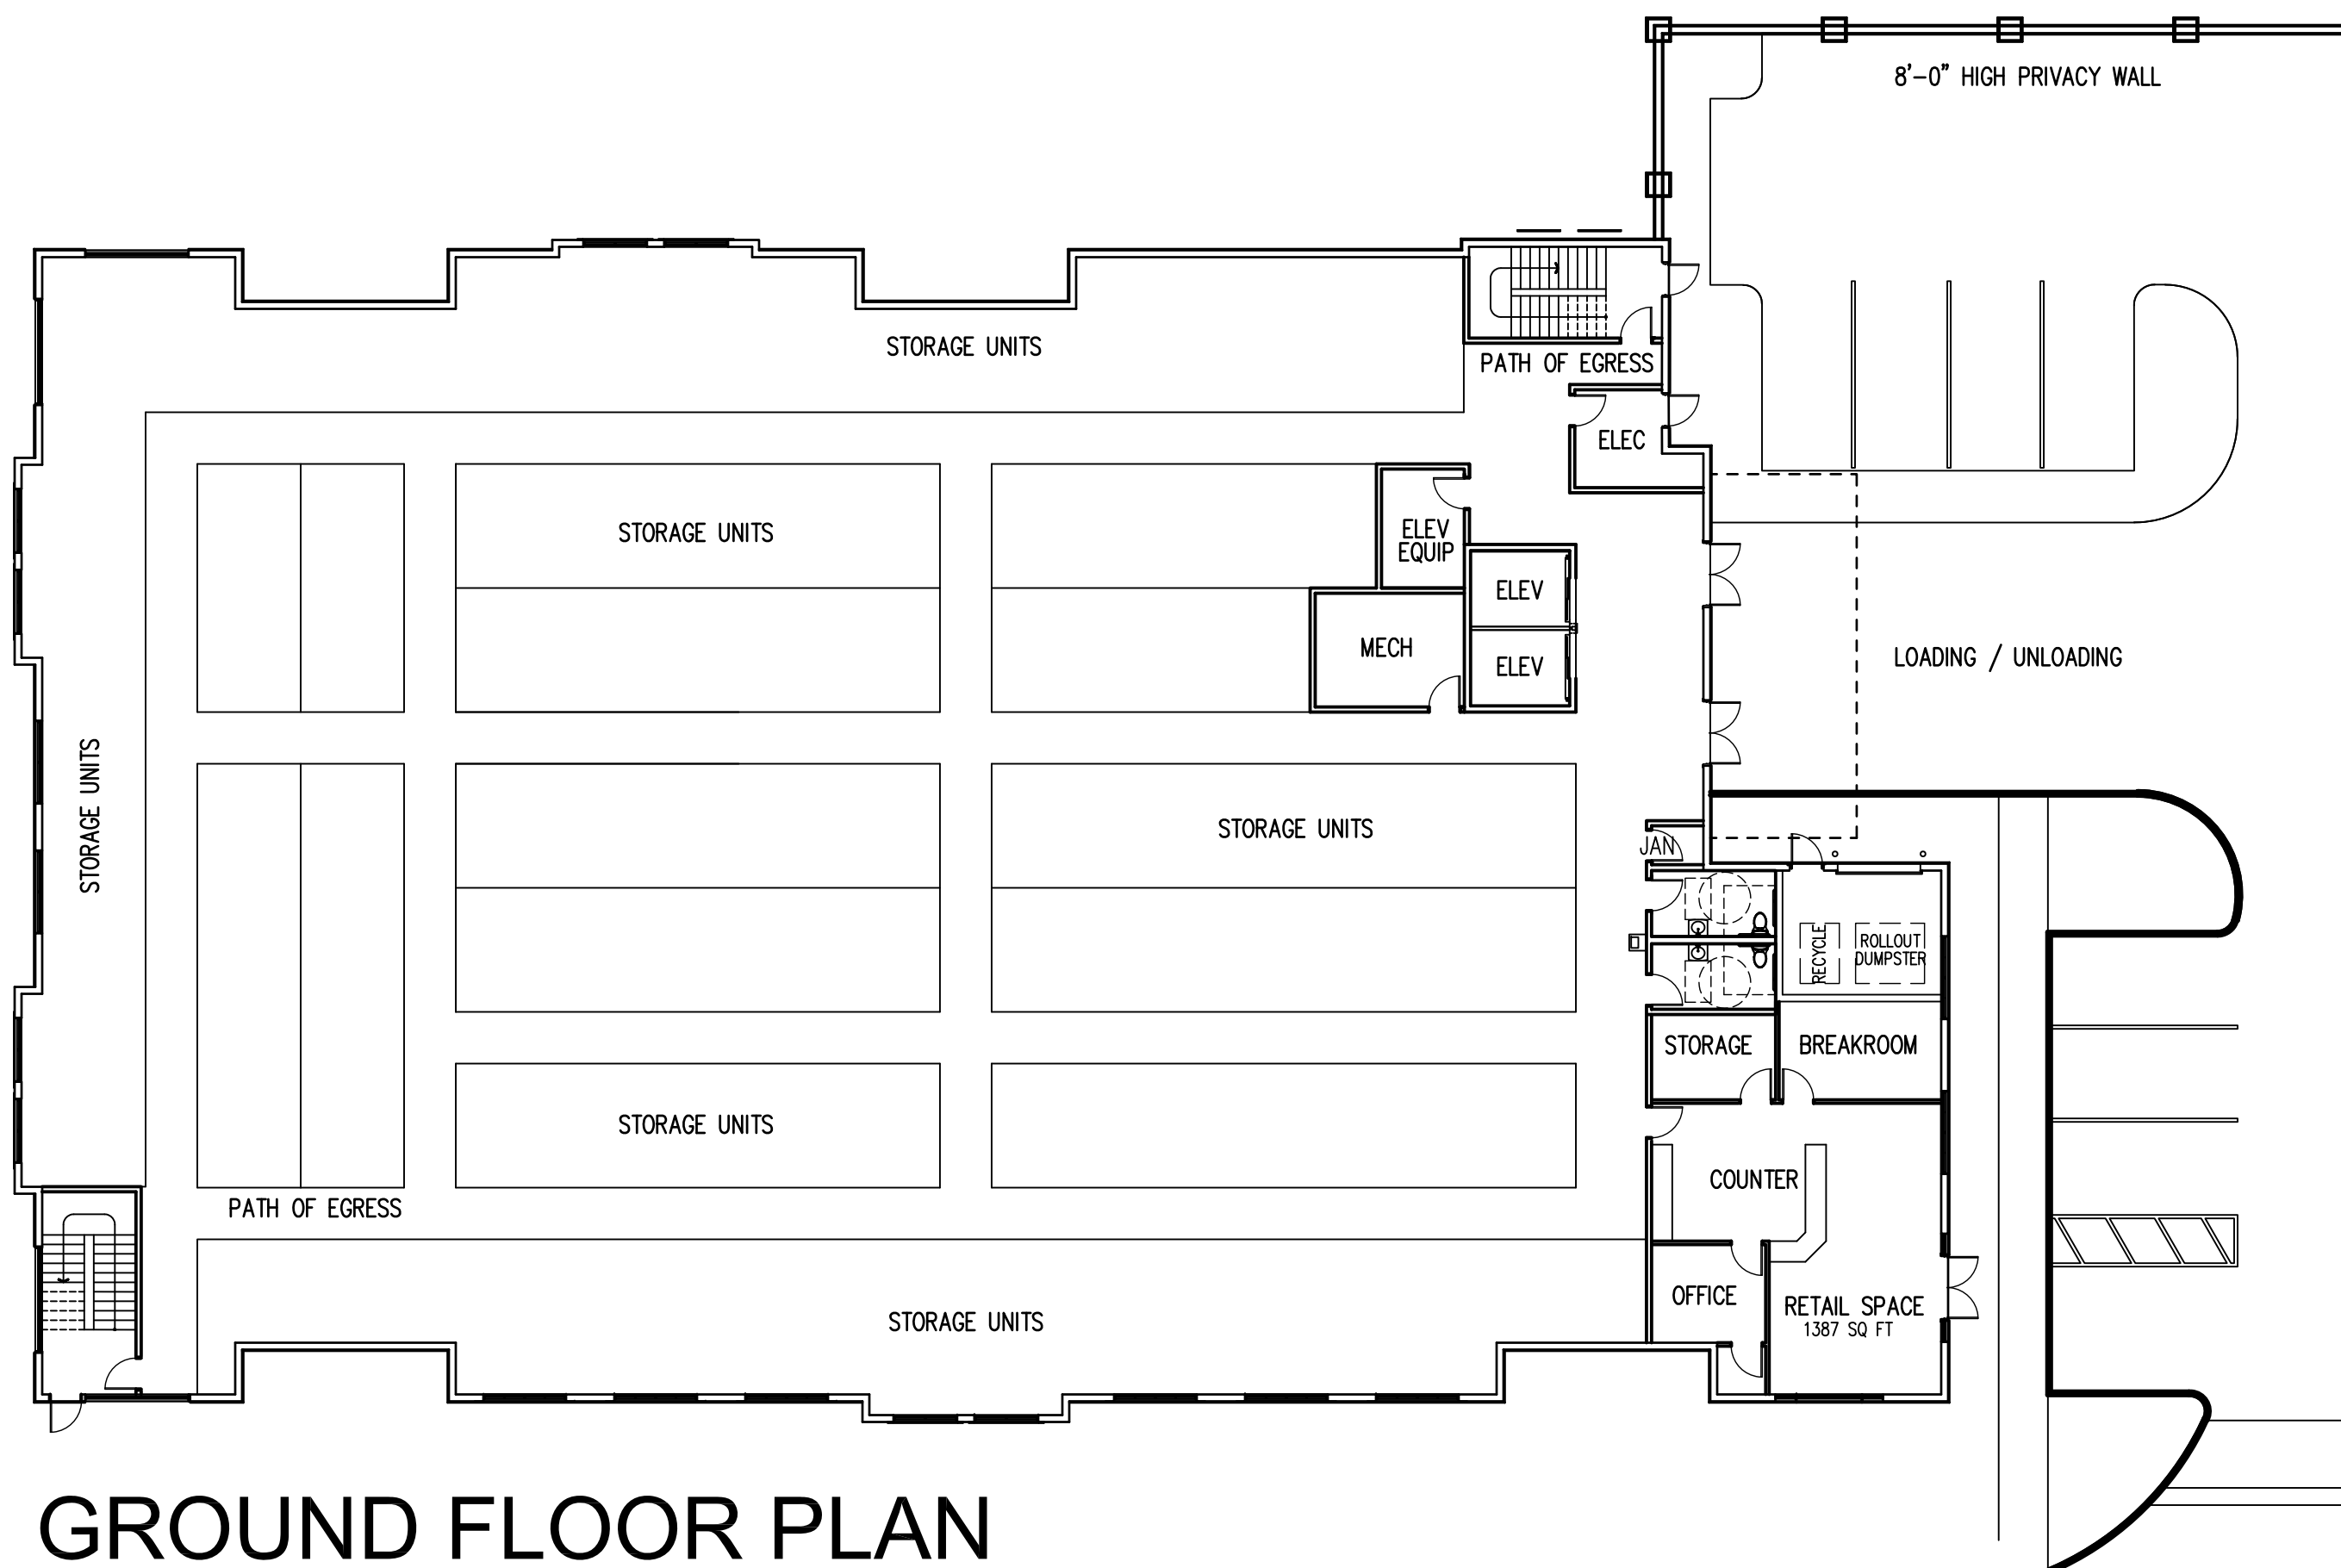 8'-0" HIGH PRIVACY WALL
STORAGE UNITS
PATH OF EGRESS
ELEC
STORAGE UNITS
ELEV
EQUIP
ELEV
MECH
ELEV
LOADING / UNLOADING
STORAGE UNITS
STORAGE UNITS
JAN
RECYCLE
ROLLOUT
DUMPSTER
STORAGE
BREAKROOM
STORAGE UNITS
COUNTER
PATH OF EGRESS
OFFICE
RETAIL SPACE
1387 SQ FT
STORAGE UNITS
GROUND FLOOR PLAN